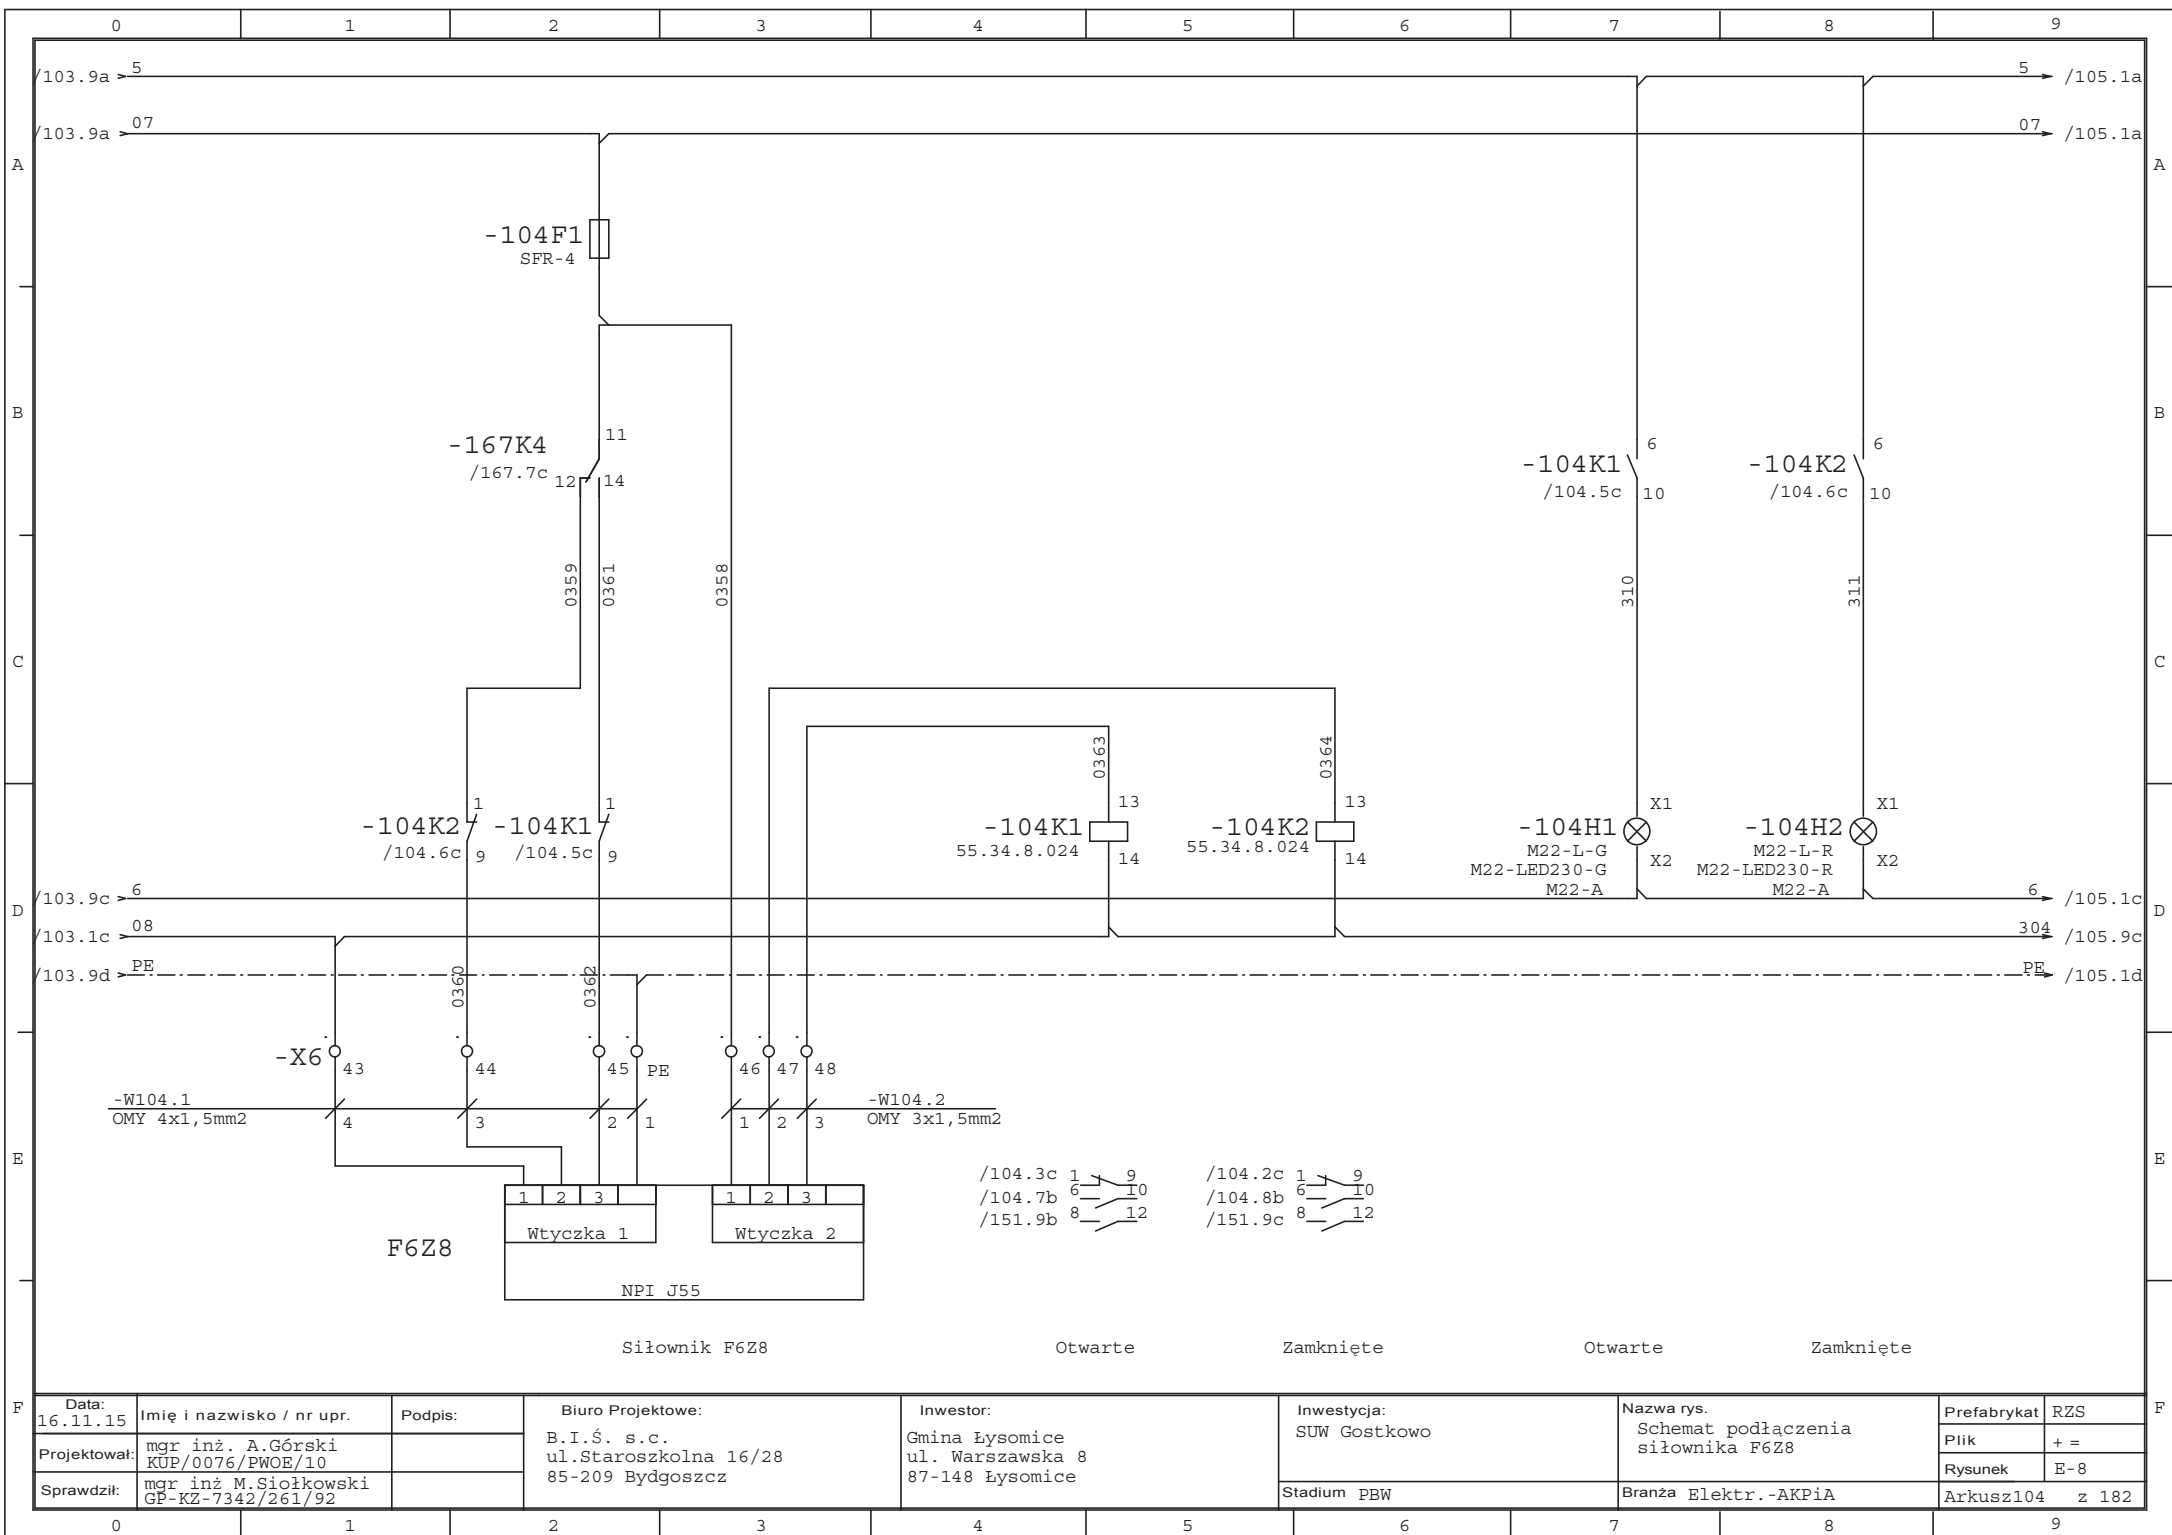 0 1 2 3 4 5 6 7 8 9
/103.9a 5 5 /105.1a
/103.9a 07 07 /105.1a
A A
-104F1
SFR-4
B B
-167K4 11
/167.7c 12 14
-104K1 6
/104.5c 10
-104K2 6
/104.6c 10
0359 0361 0358 310 311
C C
0363 0364
-104K2 1
/104.6c 9
-104K1 1
/104.5c 9
-104K1 13
55.34.8.024 14
-104K2 13
55.34.8.024 14
-104H1 X1
M22-L-G X2
M22-LED230-G
M22-A
-104H2 X1
M22-L-R X2
M22-LED230-R
M22-A
/103.9c 6 6 /105.1c
D D
/103.1c 08 304 /105.9c
/103.9d PE PE /105.1d
0360 0362
-X6 43 44 45 PE 46 47 48
-W104.1
OMY 4x1,5mm2 4 3 2 1
-W104.2
1 2 3 OMY 3x1,5mm2
E E
/104.3c 1 9
/104.7b 6 10
/151.9b 8 12
/104.2c 1 9
/104.8b 6 10
/151.9c 8 12
1 2 3 1 2 3
Wtyczka 1 Wtyczka 2
F6Z8
NPI J55
Siłownik F6Z8 Otwarte Zamknięte Otwarte Zamknięte
F F
Data:
16.11.15
Imię i nazwisko / nr upr.
Podpis:
Projektował:
mgr inż. A.Górski
KUP/0076/PWOE/10
Sprawdził:
mgr inż M.Siołkowski
GP-KZ-7342/261/92
Biuro Projektowe:
B.I.Ś. s.c.
ul.Staroszkolna 16/28
85-209 Bydgoszcz
Inwestor:
Gmina Łysomice
ul. Warszawska 8
87-148 Łysomice
Inwestycja:
SUW Gostkowo
Stadium PBW
Nazwa rys.
Schemat podłączenia
siłownika F6Z8
Branża Elektr.-AKPiA
Prefabrykat RZS
Plik + =
Rysunek E-8
Arkusz104 z 182
0 1 2 3 4 5 6 7 8 9